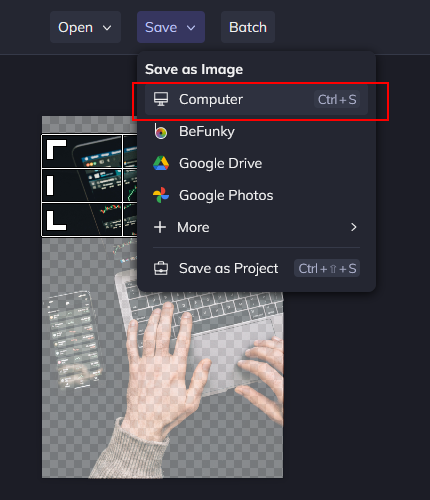 Open
Save
Batch
Save as Image
Computer
Ctrl + S
BeFunky
Google Drive
Google Photos
More
Save as Project
Ctrl + ⇧ + S